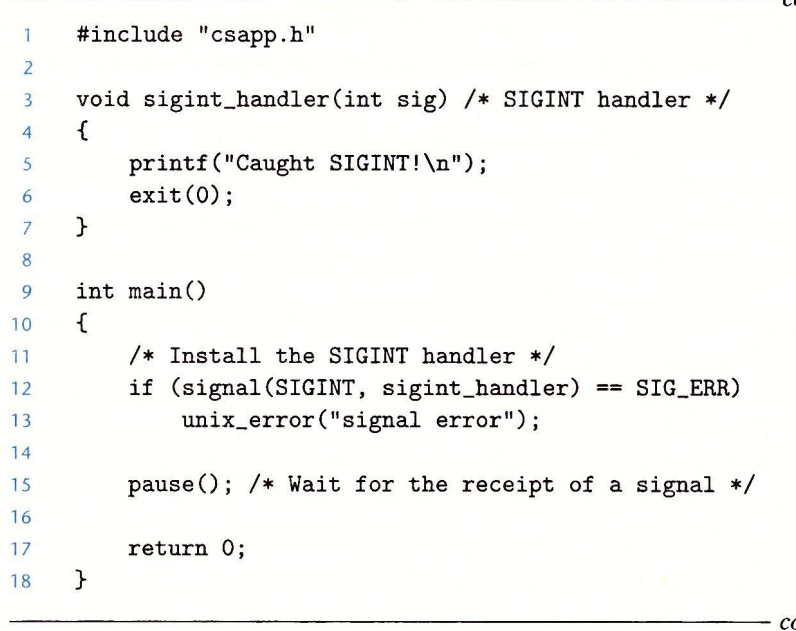 1 #include "csapp.h"
2
3 void sigint_handler(int sig) /* SIGINT handler */
4 {
5     printf("Caught SIGINT!\n");
6     exit(0);
7 }
8
9 int main()
10 {
11     /* Install the SIGINT handler */
12     if (signal(SIGINT, sigint_handler) == SIG_ERR)
13         unix_error("signal error");
14
15     pause(); /* Wait for the receipt of a signal */
16
17     return 0;
18 }